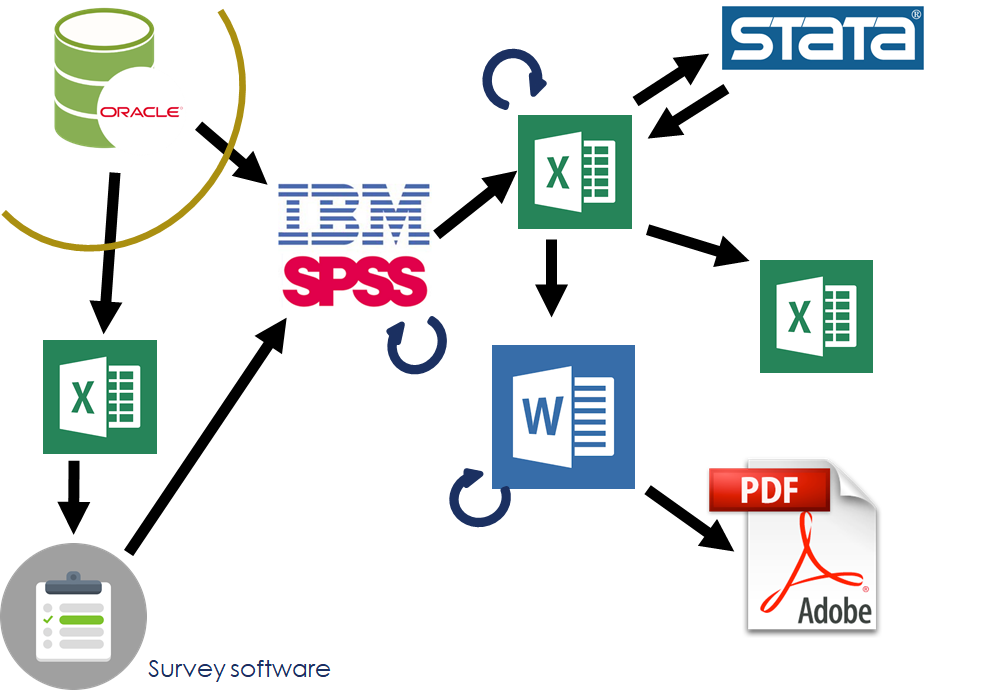 STATA®
ORACLE®
X
IBM
SPSS
X
X
W
PDF
Adobe®
Survey software